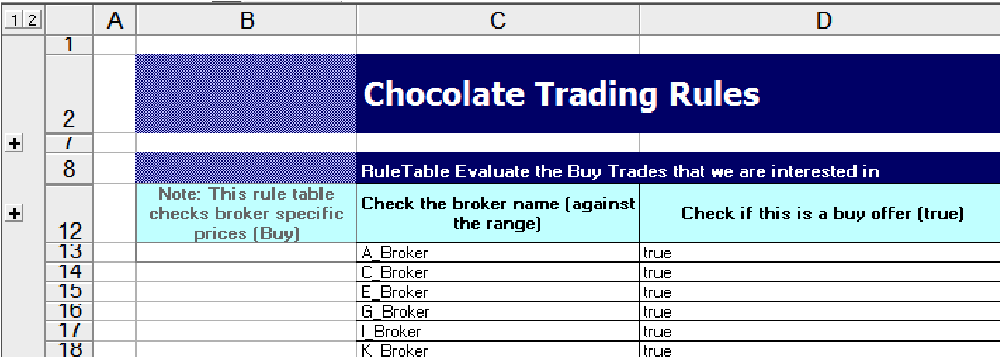 1 2 A B C D
1
2 Chocolate Trading Rules
+ 7
8 RuleTable Evaluate the Buy Trades that we are interested in
Note: This rule table
checks broker specific
prices (Buy)
Check the broker name (against
the range)
Check if this is a buy offer (true)
+
12
13 A_Broker true
14 C_Broker true
15 E_Broker true
16 G_Broker true
17 I_Broker true
18 K_Broker true